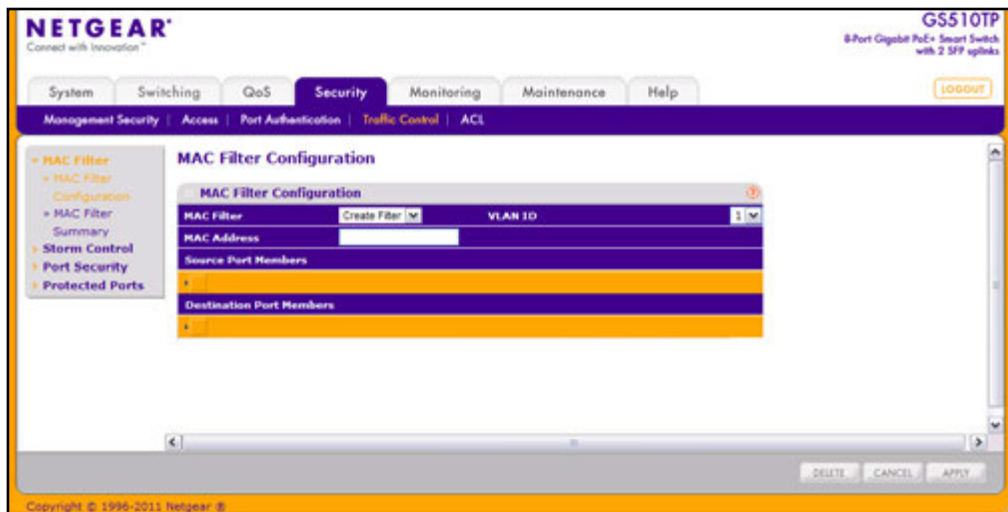 NETGEAR®
Connect with Innovation™
GS510TP
8-Port Gigabit PoE+ Smart Switch
with 2 SFP uplinks
System Switching QoS Security Monitoring Maintenance Help
LOGOUT
Management Security | Access | Port Authentication | Traffic Control | ACL
MAC Filter
MAC Filter
Configuration
MAC Filter
Summary
Storm Control
Port Security
Protected Ports
MAC Filter Configuration
MAC Filter Configuration
MAC Filter Create Filter VLAN ID 1
MAC Address
Source Port Members
Destination Port Members
DELETE CANCEL APPLY
Copyright © 1996-2011 Netgear ®